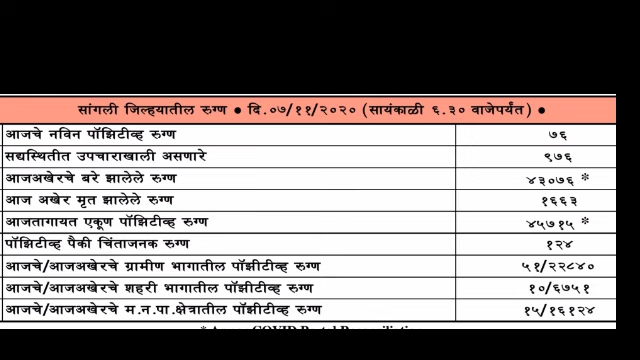 सांगली जिल्हयातील रुग्ण ● दि.०७/११/२०२० (सायंकाळी ६.३० वाजेपर्यंत) ●
आजचे नविन पॉझिटीव्ह रुग्ण ७६
सद्यस्थितीत उपचाराखाली असणारे ९७६
आजअखेरचे बरे झालेले रुग्ण ४३०७६ *
आज अखेर मृत झालेले रुग्ण १६६३
आजतागायत एकूण पॉझिटीव्ह रुग्ण ४५७१५ *
पॉझिटीव्ह पैकी चिंताजनक रुग्ण १२४
आजचे/आजअखेरचे ग्रामीण भागातील पॉझीटीव्ह रुग्ण ५१/२२८४०
आजचे/आजअखेरचे शहरी भागातील पॉझीटीव्ह रुग्ण १०/६७५१
आजचे/आजअखेरचे म.न.पा.क्षेत्रातील पॉझीटीव्ह रुग्ण १५/१६१२४